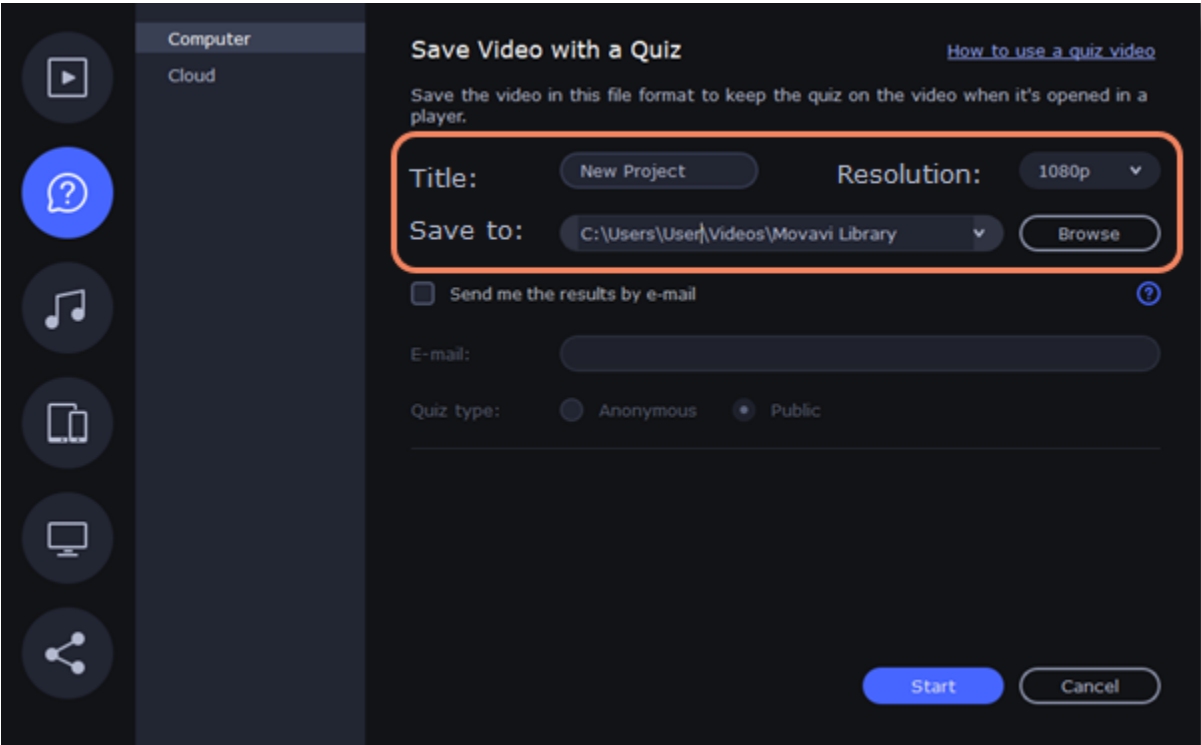 Computer
Cloud
Save Video with a Quiz
How to use a quiz video
Save the video in this file format to keep the quiz on the video when it's opened in a
player.
Title:
New Project
Resolution:
1080p
Save to:
C:\Users\User\Videos\Movavi Library
Browse
Send me the results by e-mail
?
E-mail:
Quiz type:
Anonymous
Public
Start
Cancel